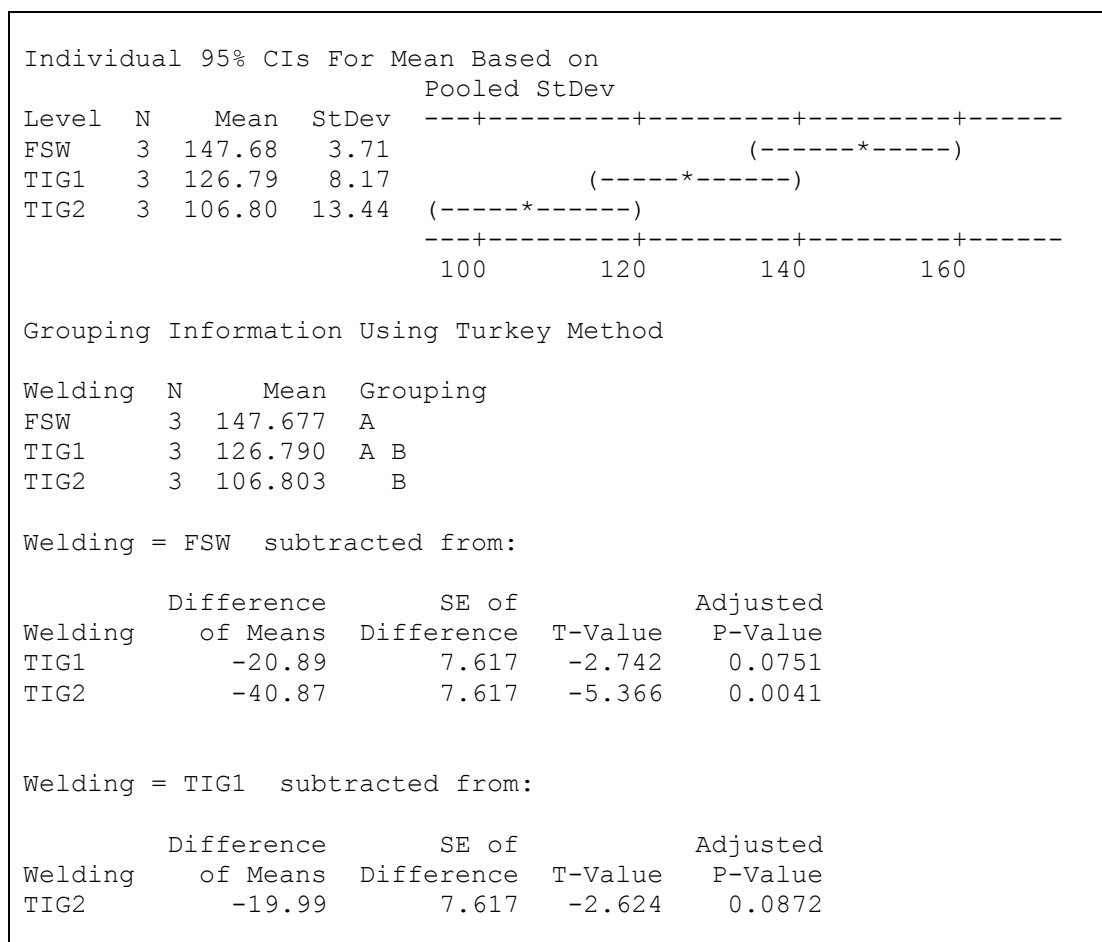 Individual 95% CIs For Mean Based on
                         Pooled StDev
Level  N    Mean  StDev  ---+---------+---------+---------+------
FSW    3  147.68   3.71                      (------*-----)
TIG1   3  126.79   8.17            (-----*------)
TIG2   3  106.80  13.44  (-----*------)
                         ---+---------+---------+---------+------
                          100       120       140       160
Grouping Information Using Turkey Method
Welding  N     Mean  Grouping
FSW      3  147.677  A
TIG1     3  126.790  A B
TIG2     3  106.803    B
Welding = FSW  subtracted from:
         Difference       SE of           Adjusted
Welding    of Means  Difference  T-Value   P-Value
TIG1         -20.89       7.617   -2.742    0.0751
TIG2         -40.87       7.617   -5.366    0.0041
Welding = TIG1  subtracted from:
         Difference       SE of           Adjusted
Welding    of Means  Difference  T-Value   P-Value
TIG2         -19.99       7.617   -2.624    0.0872